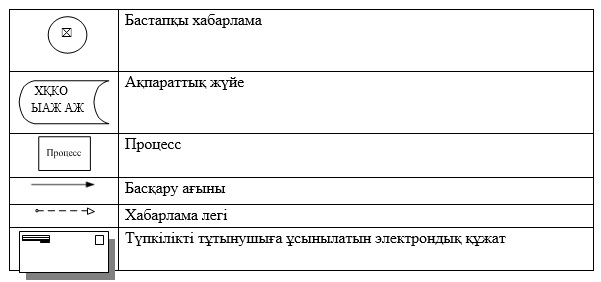 Бастапқы хабарлама
ХҚКО
ЫАЖ АЖ
Ақпараттық жүйе
Процесс
Процесс
Басқару ағыны
Хабарлама легі
Түпкілікті тұтынушыға ұсынылатын электрондық құжат